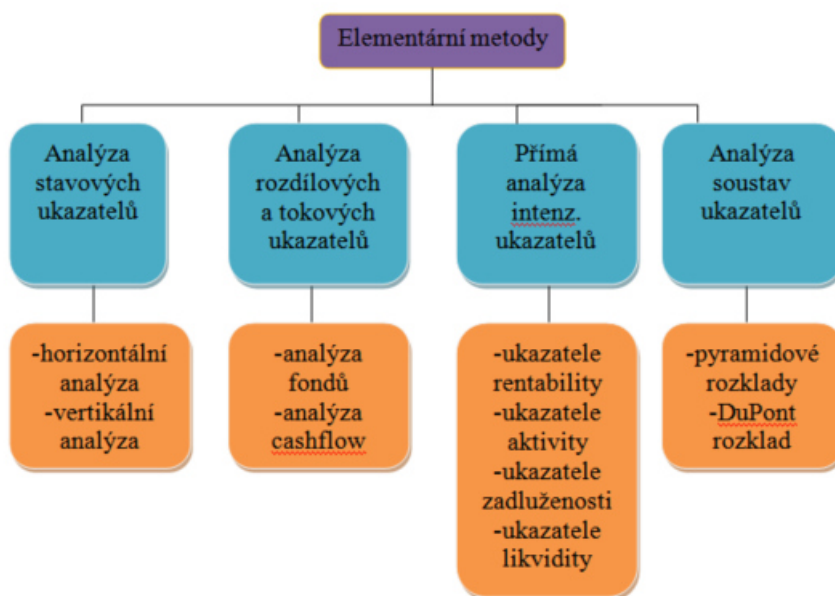 Elementární metody
Analýza
stavových
ukazatelů
Analýza
rozdílových
a tokových
ukazatelů
Přímá
analýza
intenz.
ukazatelů
Analýza
soustav
ukazatelů
-horizontální
analýza
-vertikální
analýza
-analýza
fondů
-analýza
cashflow
-ukazatele
rentability
-ukazatele
aktivity
-ukazatele
zadluženosti
-ukazatele
likvidity
-pyramidové
rozklady
-DuPont
rozklad